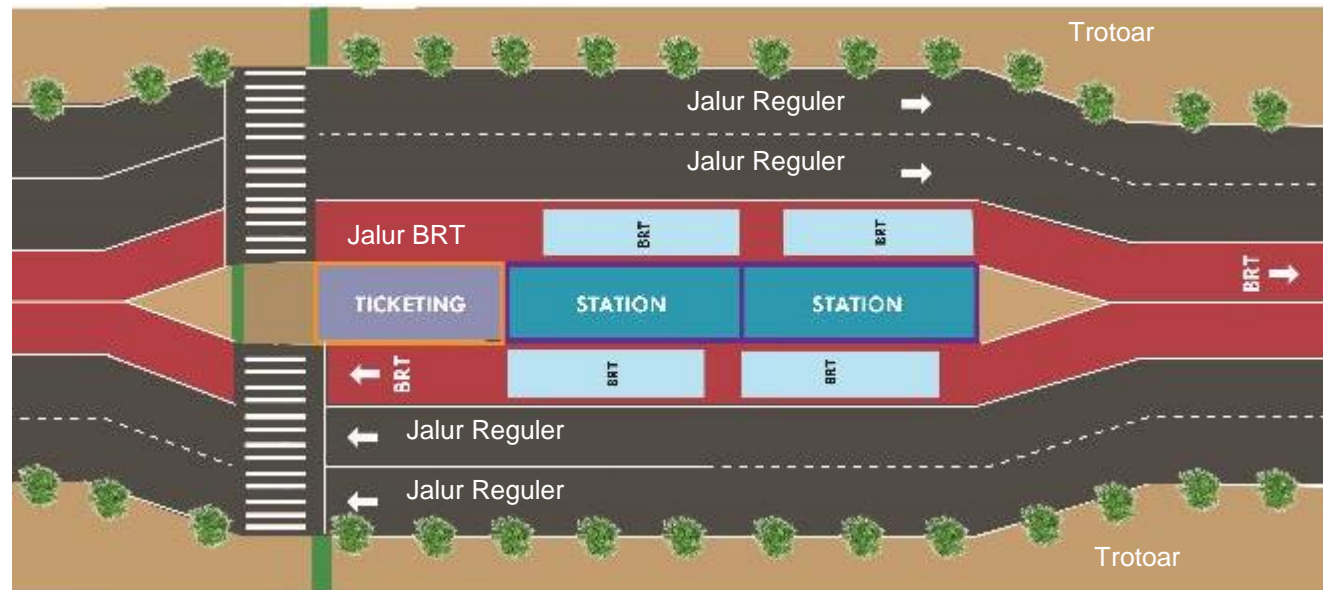 Trotoar
Jalur Reguler
Jalur Reguler
Jalur BRT
BRT
BRT
BRT
TICKETING
STATION
STATION
BRT
BRT
BRT
Jalur Reguler
Jalur Reguler
Trotoar